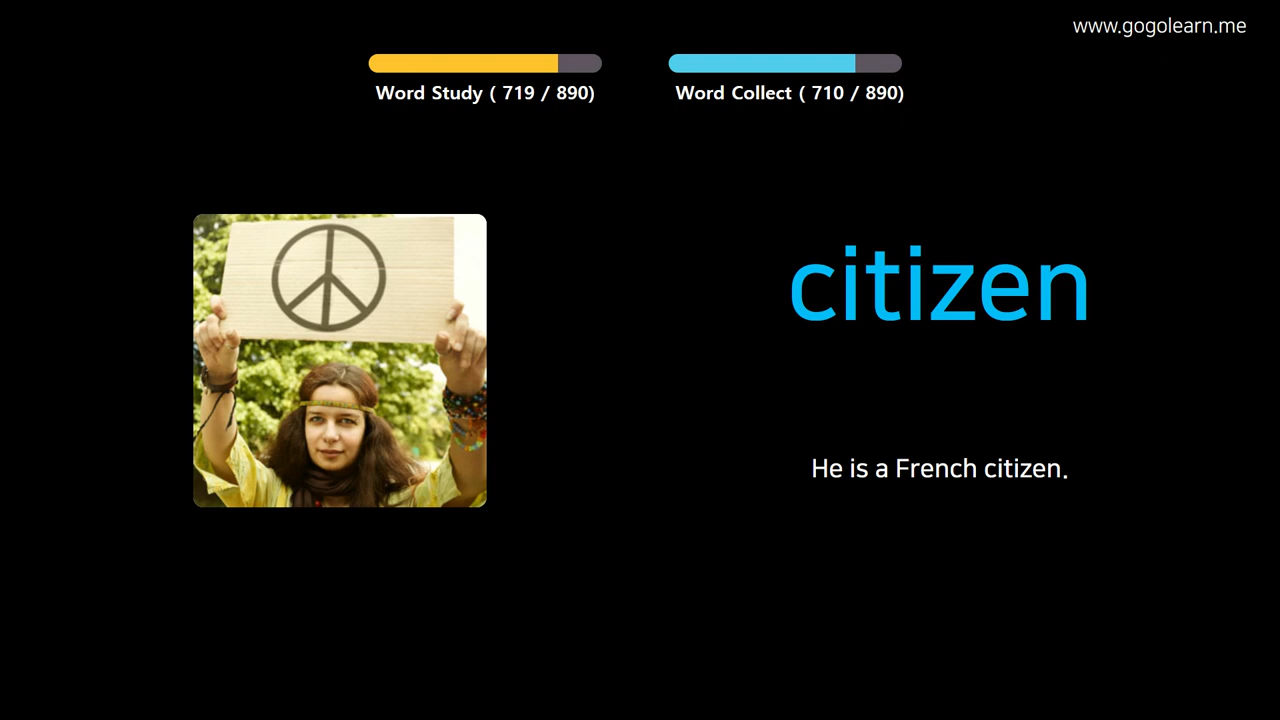 www.gogolearn.me
Word Study ( 719 / 890)
Word Collect ( 710 / 890)
citizen
He is a French citizen.